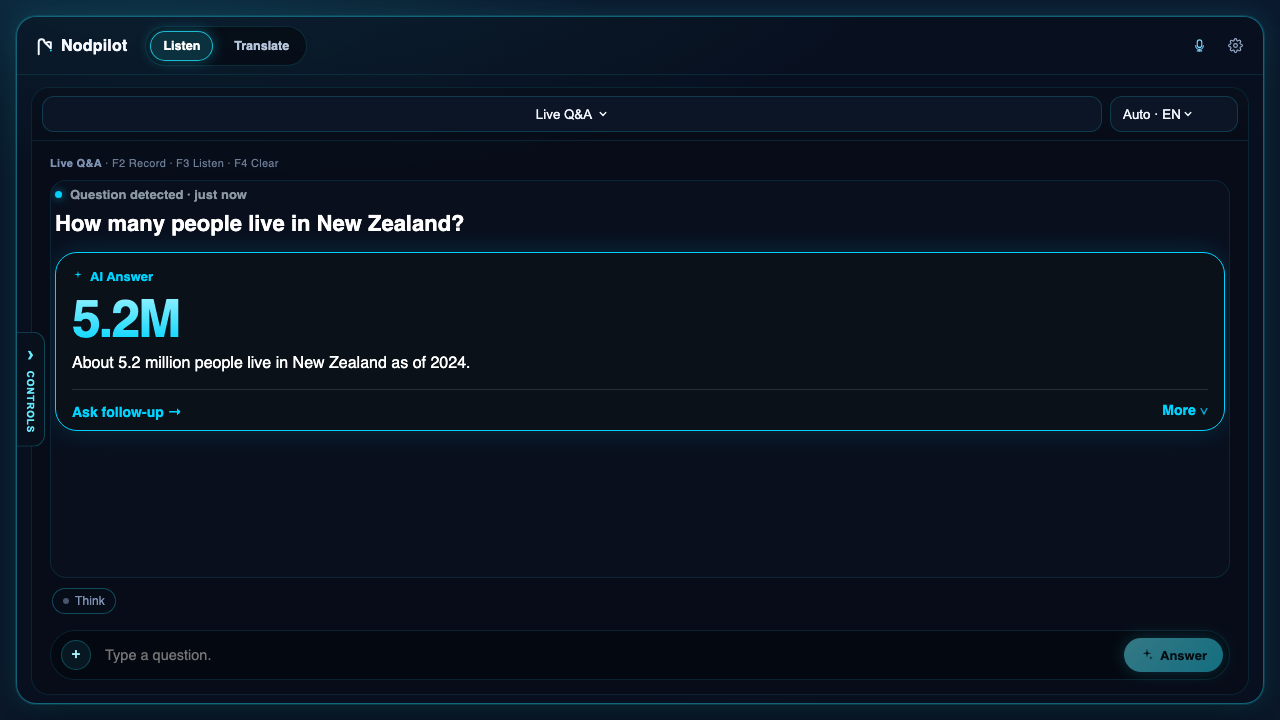 Nodpilot
Listen
Translate
Live Q&A
Auto · EN
Live Q&A · F2 Record · F3 Listen · F4 Clear
Question detected · just now
How many people live in New Zealand?
AI Answer
5.2M
About 5.2 million people live in New Zealand as of 2024.
Ask follow-up →
More
CONTROLS
Think
+ Type a question.
Answer